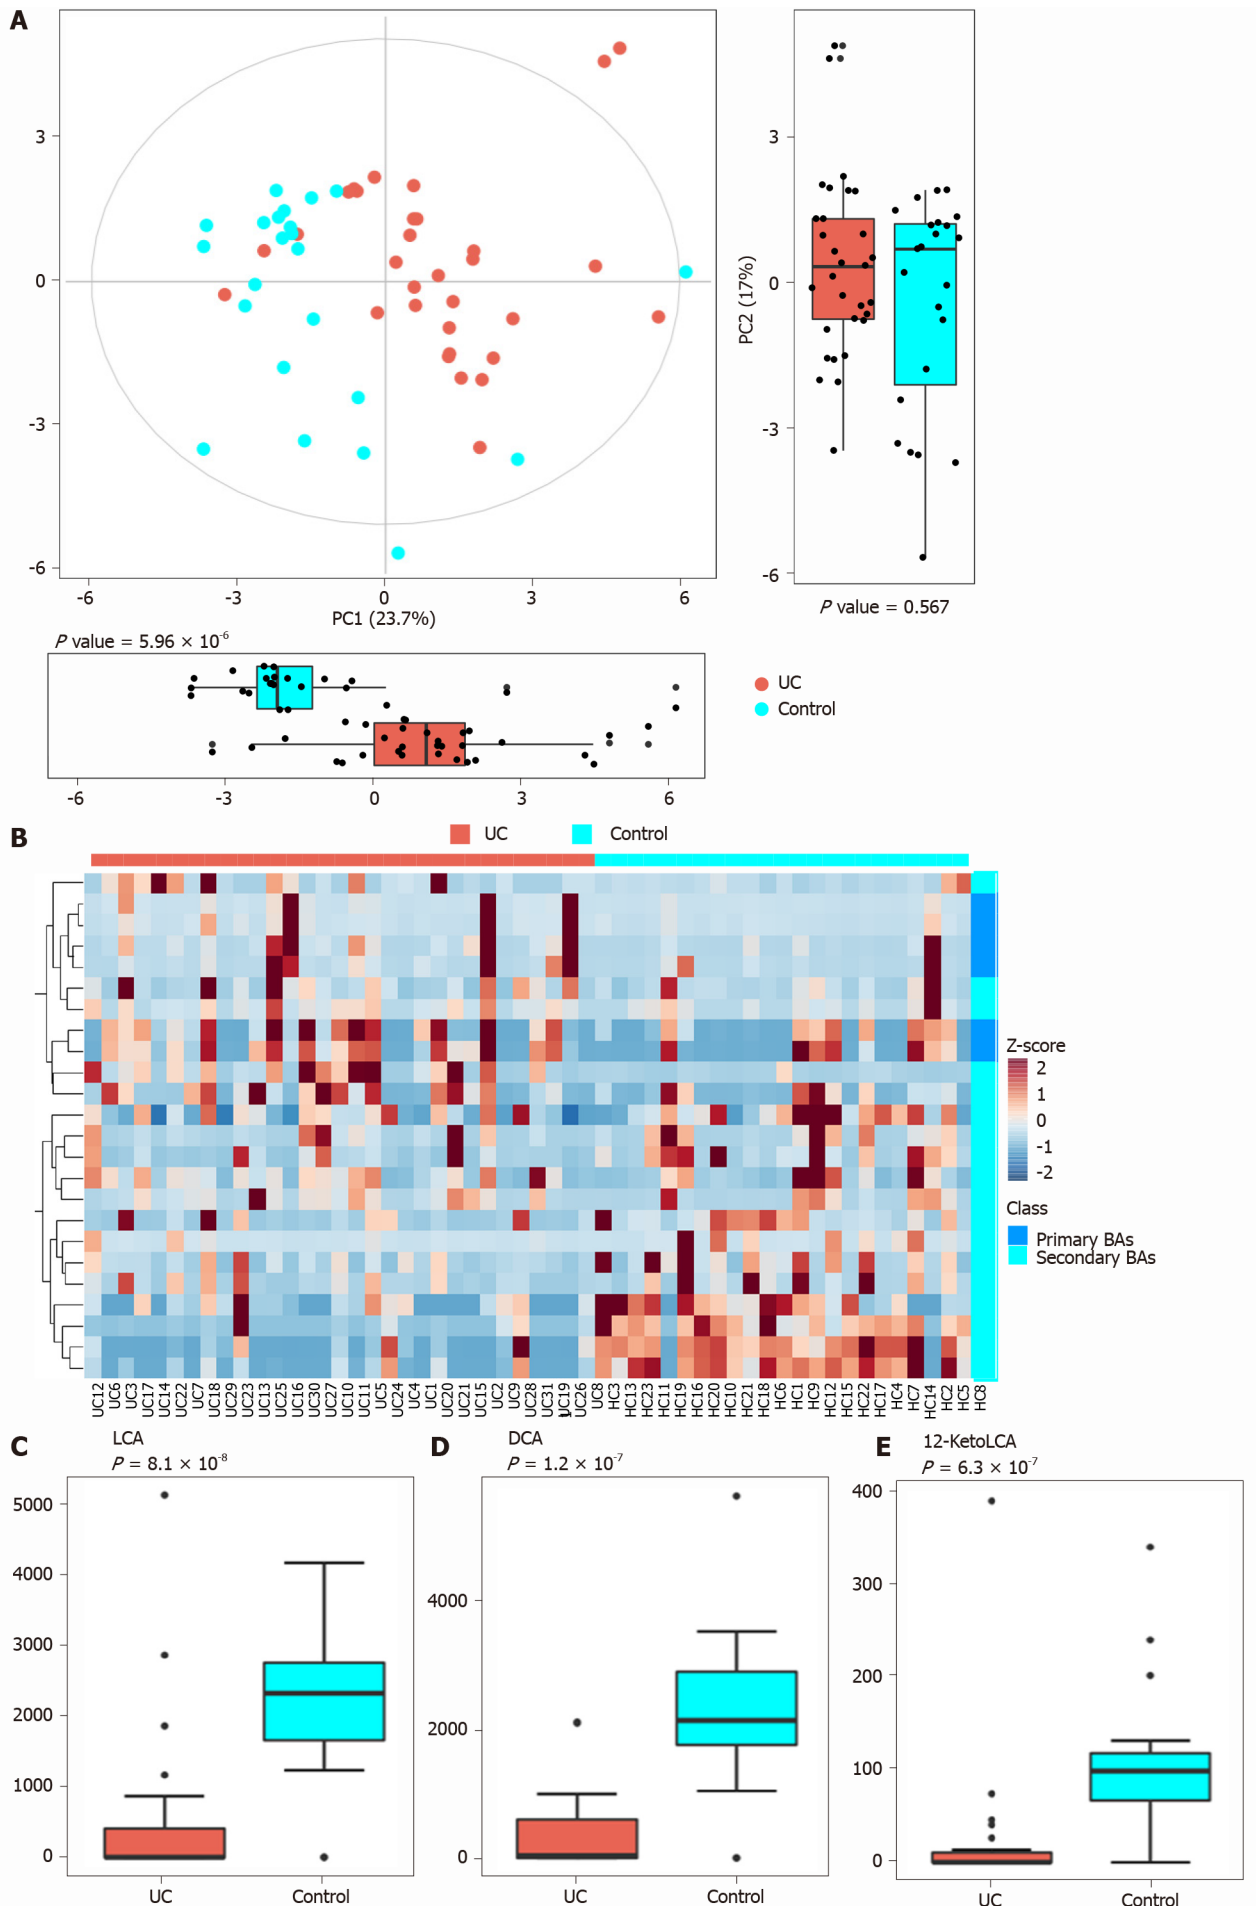 A
3
0
-3
-6
-6 -3 0 3 6
PC1 (23.7%)
PC2 (17%)
3
0
-3
-6
P value = 0.567
P value = 5.96 × 10-6
-6 -3 0 3 6
UC
Control
B
UC Control
Z-score
2
1
0
-1
-2
Class
Primary BAs
Secondary BAs
UC12 UC6 UC3 UC17 UC14 UC22 UC7 UC18 UC29 UC23 UC13 UC25 UC16 UC30 UC27 UC10 UC11 UC5 UC24 UC4 UC1 UC20 UC21 UC15 UC2 UC9 UC28 UC31 UC19 UC26 UC8 HC3 HC13 HC23 HC11 HC19 HC16 HC20 HC10 HC21 HC18 HC6 HC1 HC9 HC12 HC15 HC22 HC17 HC4 HC7 HC14 HC2 HC5 HC8
C
LCA
P = 8.1 × 10-8
5000
4000
3000
2000
1000
0
UC Control
D
DCA
P = 1.2 × 10-7
4000
2000
0
UC Control
E
12-KetoLCA
P = 6.3 × 10-7
400
300
200
100
0
UC Control